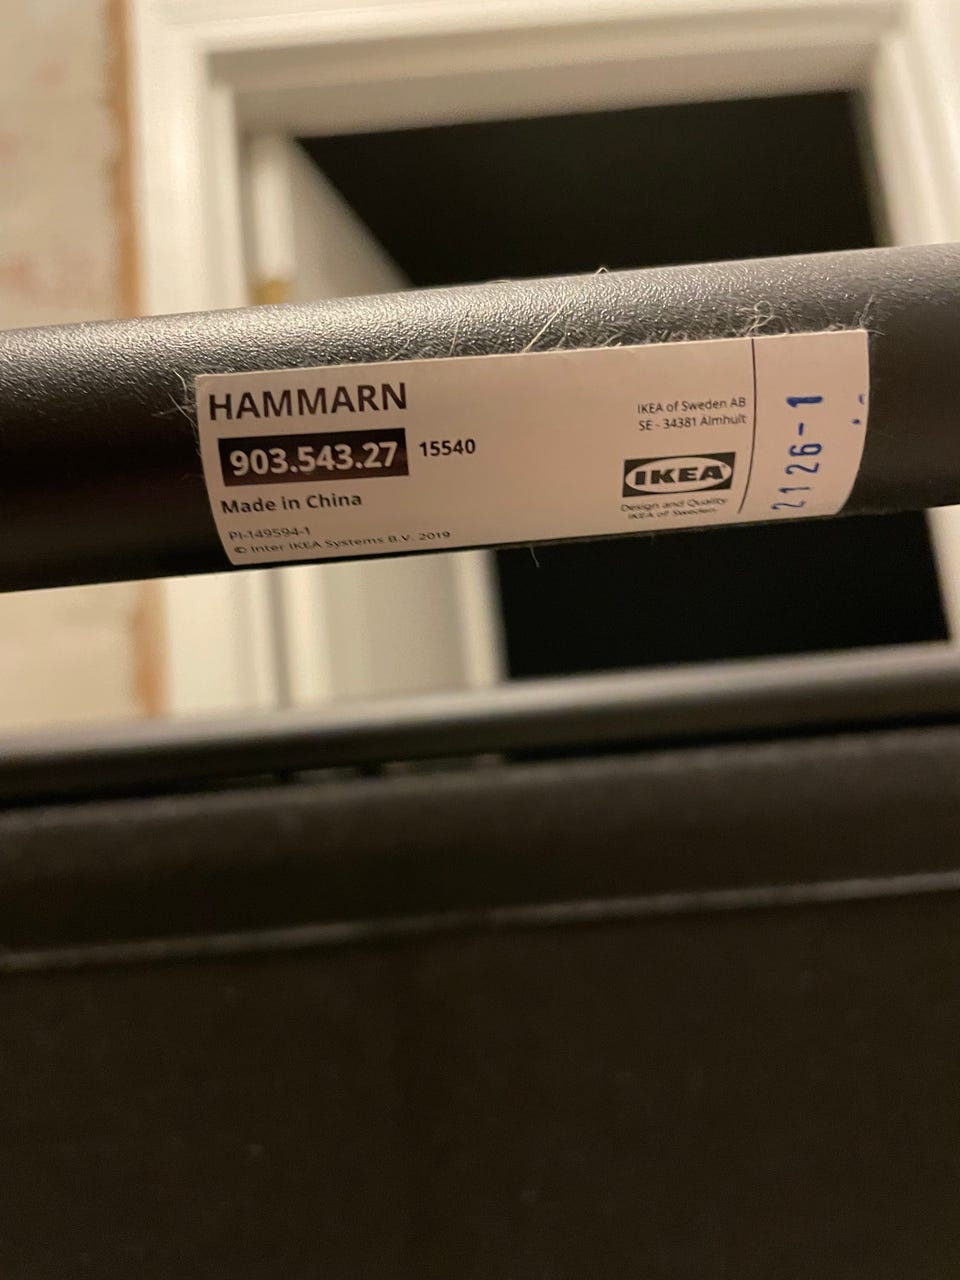 HAMMARN
903.543.27 15540
Made in China
PI-149594-1
© Inter IKEA Systems B.V. 2019
IKEA of Sweden AB
SE - 34381 Älmhult
IKEA
Design and Quality
IKEA of Sweden
2126-1